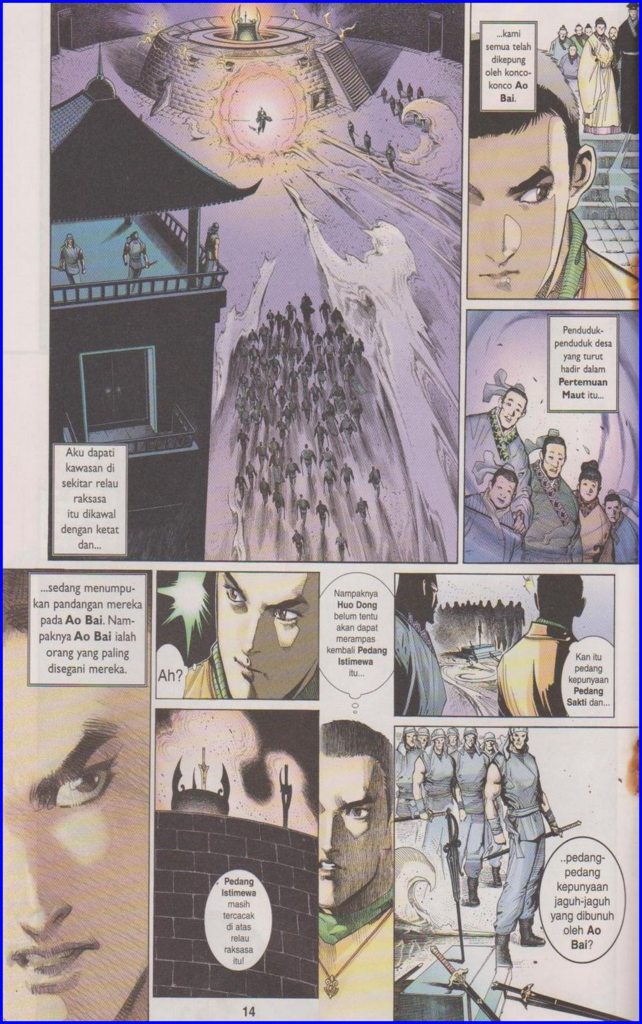 Aku dapati
kawasan di
sekitar relau
raksasa
itu dikawal
dengan ketat
dan...
...kami
semua telah
dikepung
oleh konco-
konco Ao
Bai.
Penduduk-
penduduk desa
yang turut
hadir dalam
Pertemuan
Maut itu...
...sedang menumpu-
kan pandangan mereka
pada Ao Bai. Nam-
paknya Ao Bai ialah
orang yang paling
disegani mereka.
Ah?
Nampaknya
Huo Dong
belum tentu
akan dapat
merampas
kembali Pedang
Istimewa
itu...
Kan itu
pedang
kepunyaan
Pedang
Sakti dan...
Pedang
Istimewa
masih
tercacak
di atas
relau
raksasa
itu!
..pedang-
pedang
kepunyaan
jaguh-jaguh
yang dibunuh
oleh Ao
Bai?
14